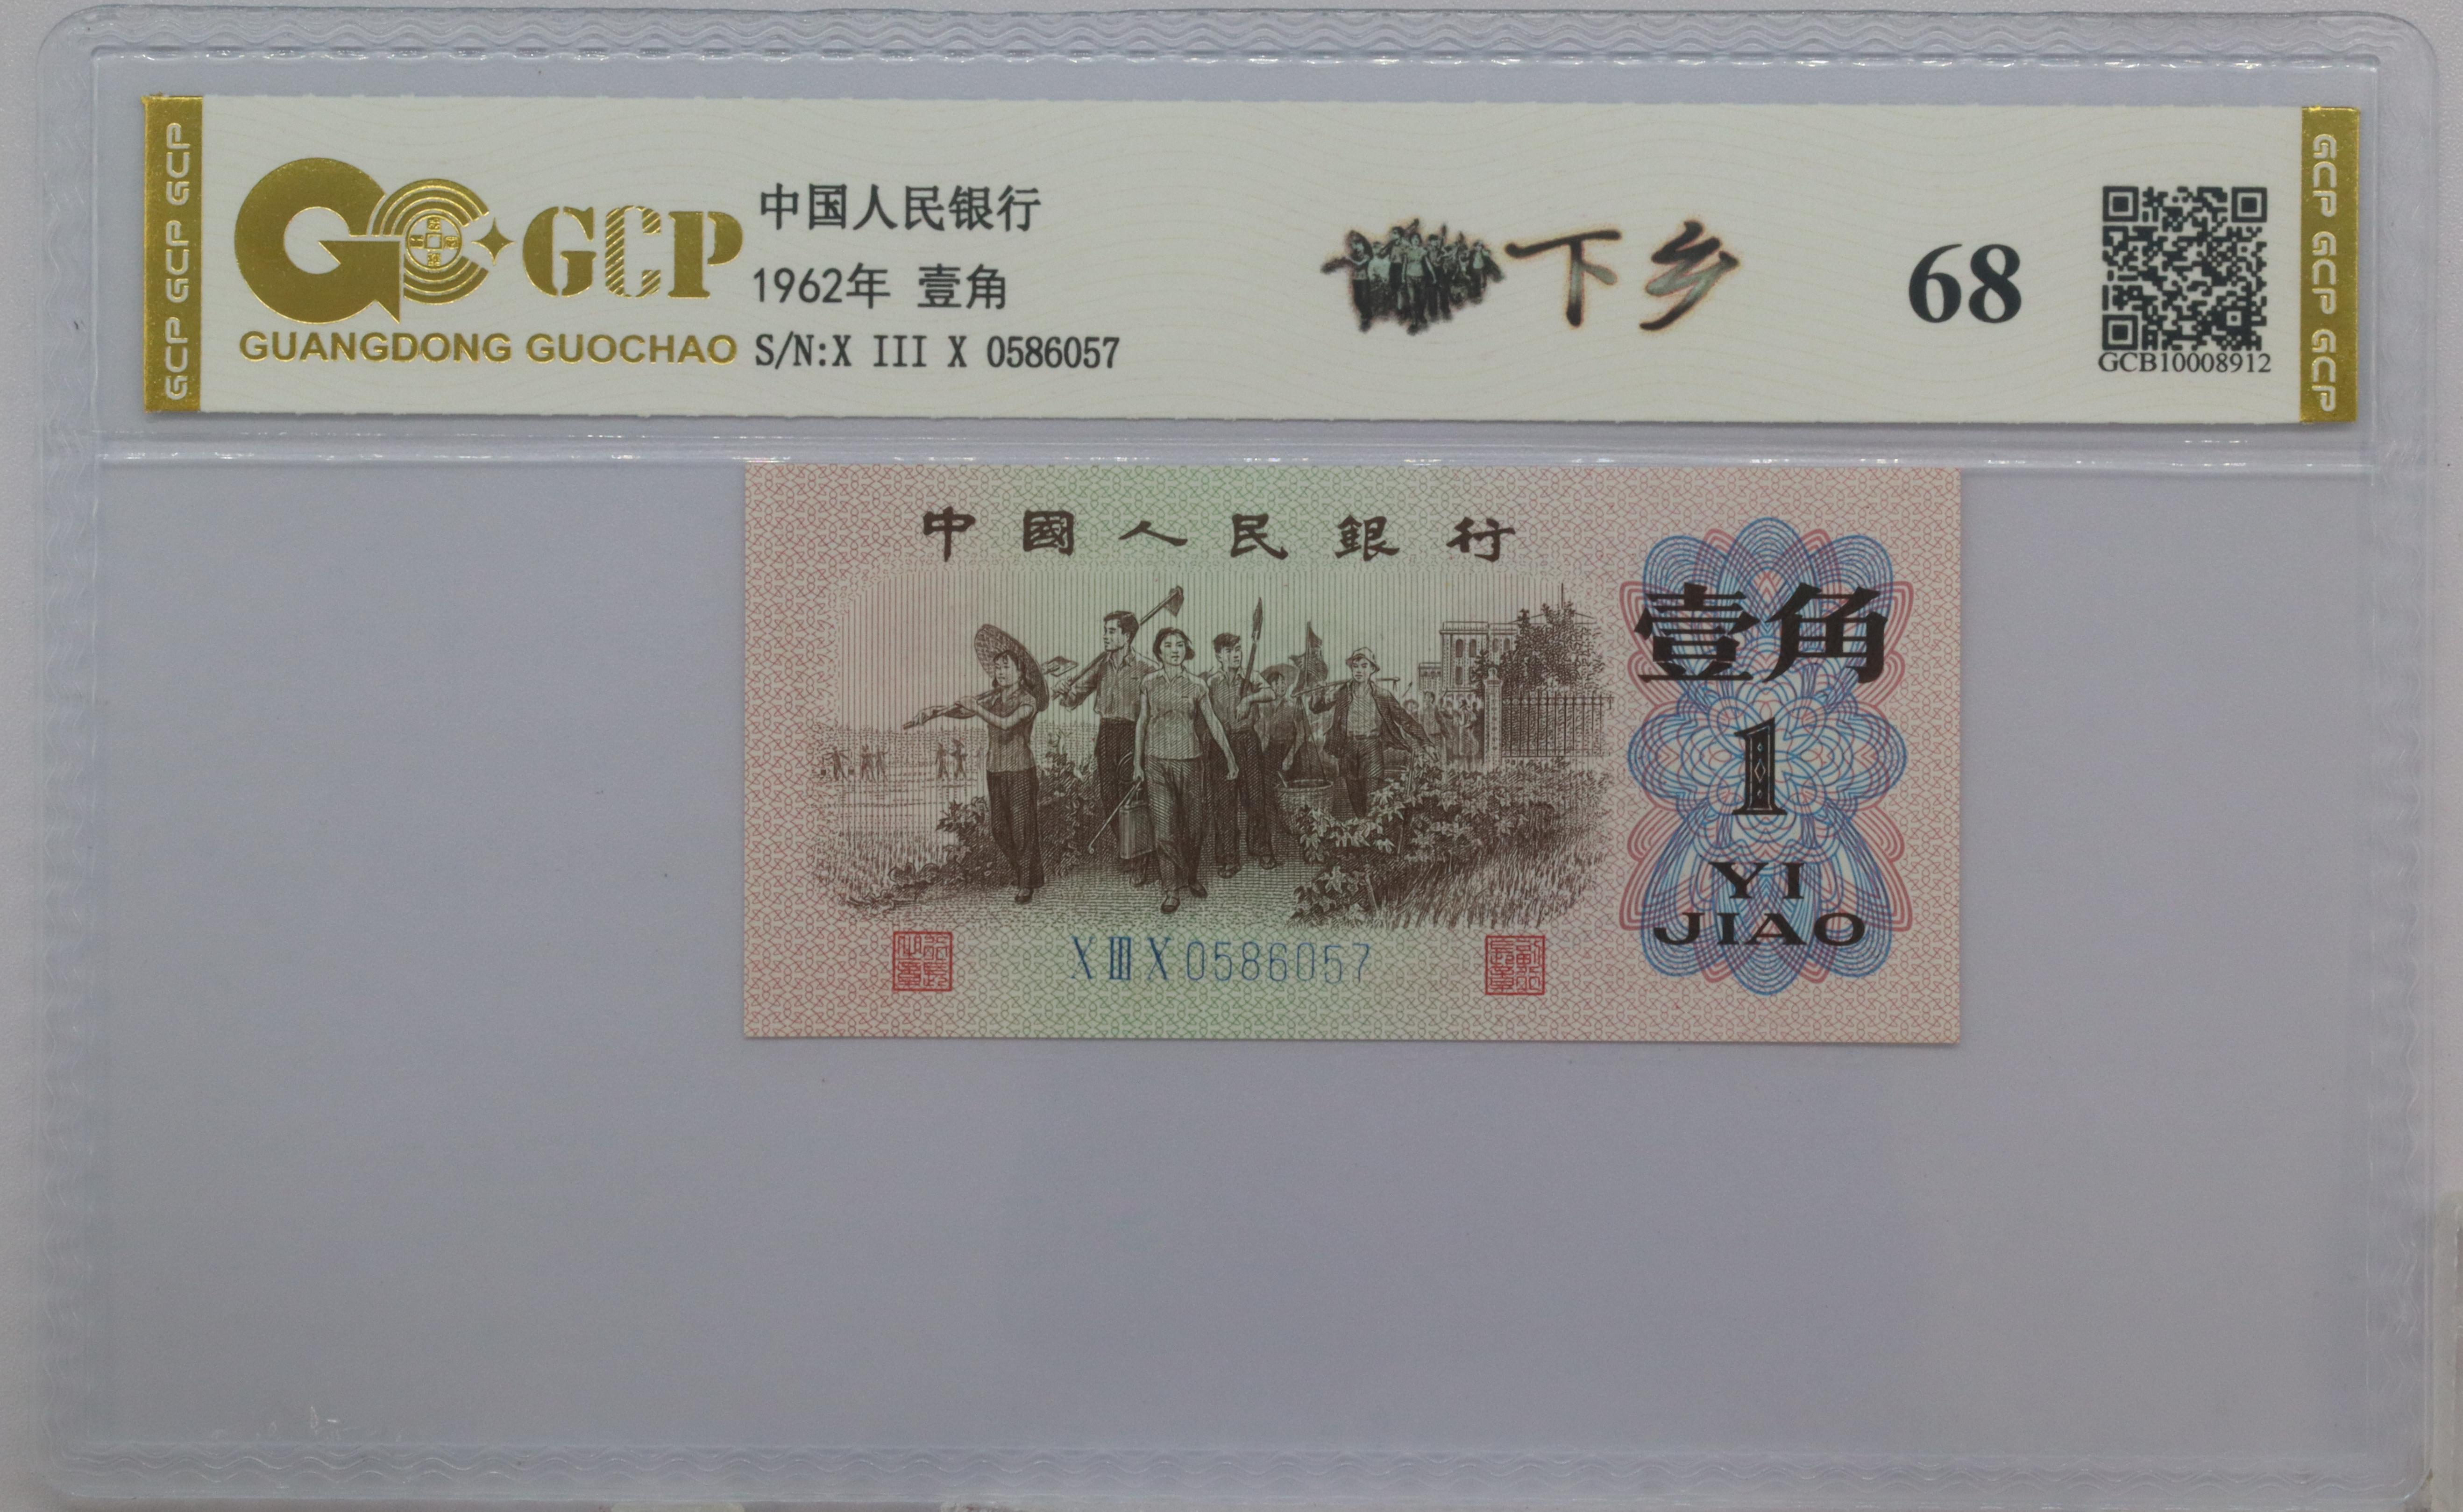 GCP GCP GCP
GCP
GUANGDONG GUOCHAO
中国人民银行
1962年 壹角
S/N:X III X 0586057
下乡
68
GCB10008912
GCP GCP GCP
中國人民銀行
壹角
1
YI
JIAO
X III X 0586057